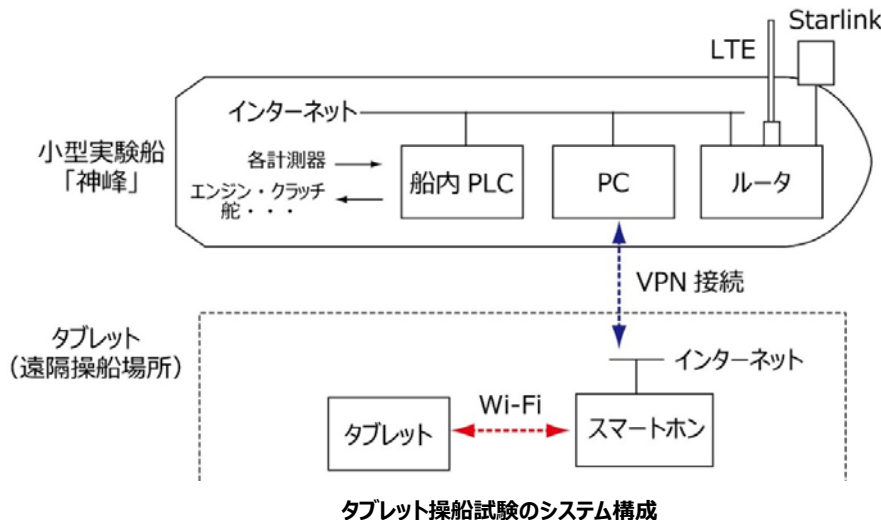 Starlink
LTE
インターネット
小型実験船
「神峰」
各計測器
エンジン・クラッチ
舵・・・
船内 PLC
PC
ルータ
VPN 接続
タブレット
（遠隔操船場所）
インターネット
Wi-Fi
タブレット
スマートホン
タブレット操船試験のシステム構成